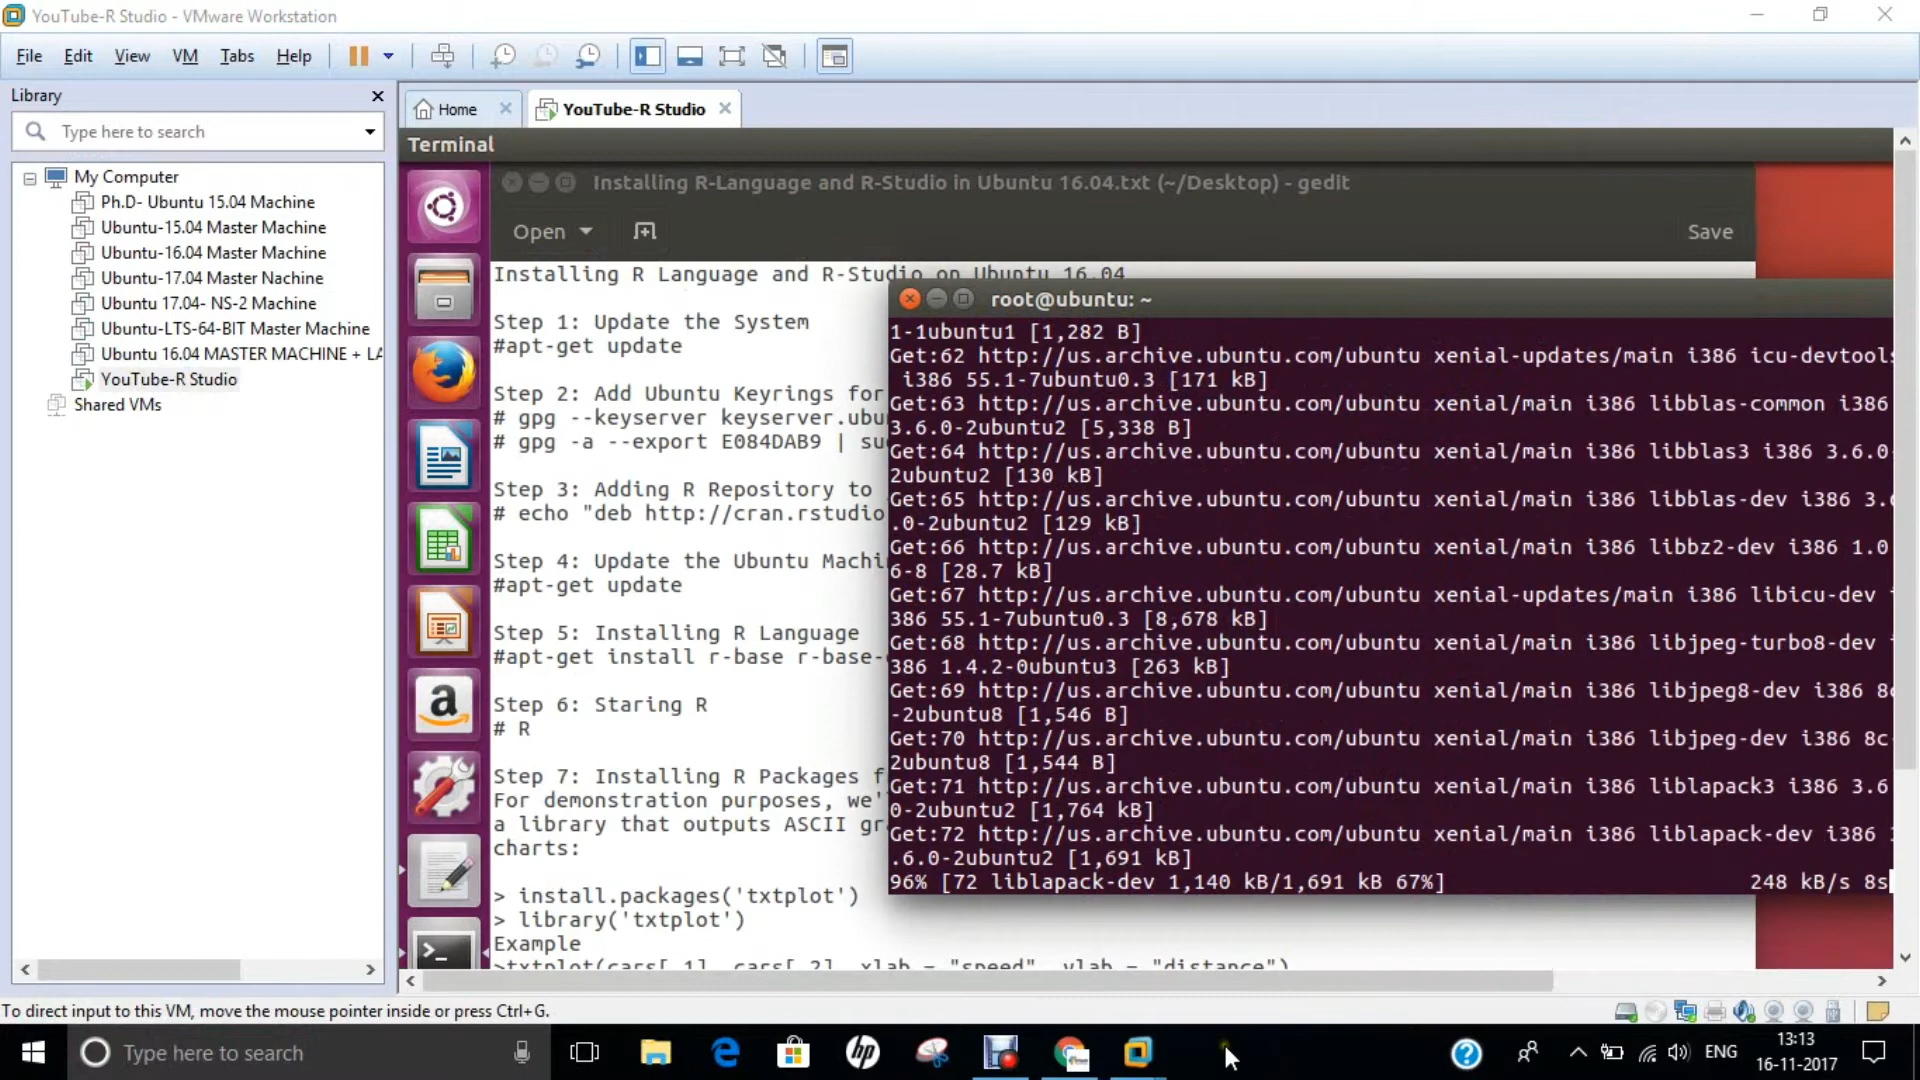 YouTube-R Studio - VMware Workstation
File Edit View VM Tabs Help
Library
Type here to search
My Computer
Ph.D- Ubuntu 15.04 Machine
Ubuntu-15.04 Master Machine
Ubuntu-16.04 Master Machine
Ubuntu-17.04 Master Nachine
Ubuntu 17.04- NS-2 Machine
Ubuntu-LTS-64-BIT Master Machine
Ubuntu 16.04 MASTER MACHINE + LA
YouTube-R Studio
Shared VMs
Home
YouTube-R Studio
Terminal
Installing R-Language and R-Studio in Ubuntu 16.04.txt (~/Desktop) - gedit
Open
Save
Installing R Language and R-Studio on Ubuntu 16.04
Step 1: Update the System
#apt-get update
Step 2: Add Ubuntu Keyrings for
# gpg --keyserver keyserver.ubu
# gpg -a --export E084DAB9 | su
Step 3: Adding R Repository to
# echo "deb http://cran.rstudio
Step 4: Update the Ubuntu Machi
#apt-get update
Step 5: Installing R Language
#apt-get install r-base r-base-
Step 6: Staring R
# R
Step 7: Installing R Packages f
For demonstration purposes, we'
a library that outputs ASCII gr
charts:
> install.packages('txtplot')
> library('txtplot')
Example
>txtplot(cars[,1], cars[,2], xlab = "speed", ylab = "distance")
root@ubuntu: ~
1-1ubuntu1 [1,282 B]
Get:62 http://us.archive.ubuntu.com/ubuntu xenial-updates/main i386 icu-devtools
i386 55.1-7ubuntu0.3 [171 kB]
Get:63 http://us.archive.ubuntu.com/ubuntu xenial/main i386 libblas-common i386
3.6.0-2ubuntu2 [5,338 B]
Get:64 http://us.archive.ubuntu.com/ubuntu xenial/main i386 libblas3 i386 3.6.0-
2ubuntu2 [130 kB]
Get:65 http://us.archive.ubuntu.com/ubuntu xenial/main i386 libblas-dev i386 3.6
.0-2ubuntu2 [129 kB]
Get:66 http://us.archive.ubuntu.com/ubuntu xenial/main i386 libbz2-dev i386 1.0.
6-8 [28.7 kB]
Get:67 http://us.archive.ubuntu.com/ubuntu xenial-updates/main i386 libicu-dev i
386 55.1-7ubuntu0.3 [8,678 kB]
Get:68 http://us.archive.ubuntu.com/ubuntu xenial/main i386 libjpeg-turbo8-dev i
386 1.4.2-0ubuntu3 [263 kB]
Get:69 http://us.archive.ubuntu.com/ubuntu xenial/main i386 libjpeg8-dev i386 8c
-2ubuntu8 [1,546 B]
Get:70 http://us.archive.ubuntu.com/ubuntu xenial/main i386 libjpeg-dev i386 8c-
2ubuntu8 [1,544 B]
Get:71 http://us.archive.ubuntu.com/ubuntu xenial/main i386 liblapack3 i386 3.6.
0-2ubuntu2 [1,764 kB]
Get:72 http://us.archive.ubuntu.com/ubuntu xenial/main i386 liblapack-dev i386 3
.6.0-2ubuntu2 [1,691 kB]
96% [72 liblapack-dev 1,140 kB/1,691 kB 67%] 248 kB/s 8s
To direct input to this VM, move the mouse pointer inside or press Ctrl+G.
Type here to search
ENG
13:13
16-11-2017